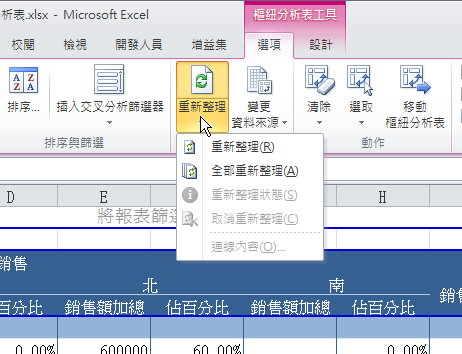 析表.xlsx - Microsoft Excel
樞紐分析表工具
校閱 檢視 開發人員 增益集 選項 設計
排序... 插入交叉分析篩選器 重新整理 變更資料來源 清除 選取 移動樞紐分析表
排序與篩選 動作
重新整理(R)
全部重新整理(A)
重新整理狀態(S)
取消重新整理(C)
連線內容(O)...
D E H
將報表篩選
銷售
北 南
百分比 銷售額加總 佔百分比 銷售額加總 佔百分比 銷售
0.00% 600000 60.00% 0.00%